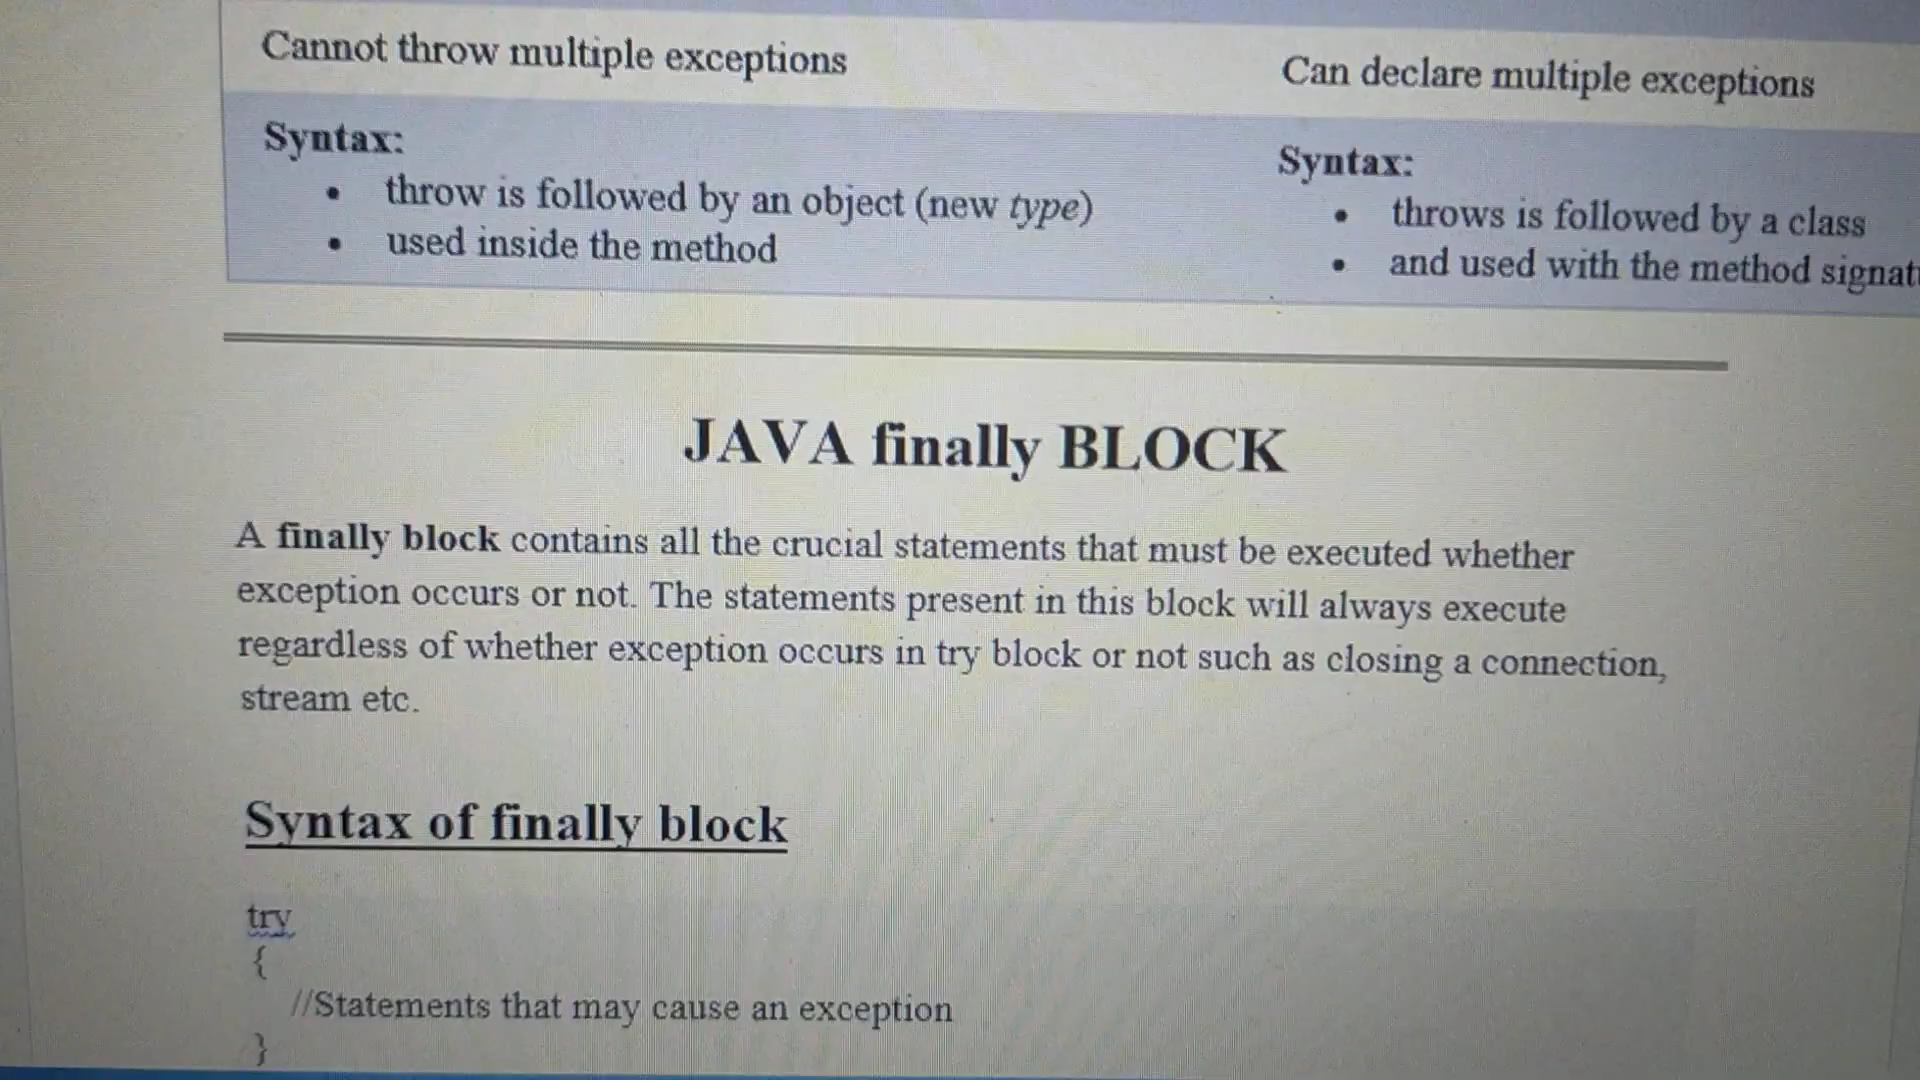 Cannot throw multiple exceptions
Can declare multiple exceptions
Syntax:
• throw is followed by an object (new type)
• used inside the method
Syntax:
• throws is followed by a class
• and used with the method signat
JAVA finally BLOCK
A finally block contains all the crucial statements that must be executed whether
exception occurs or not. The statements present in this block will always execute
regardless of whether exception occurs in try block or not such as closing a connection,
stream etc.
Syntax of finally block
try
{
//Statements that may cause an exception
}